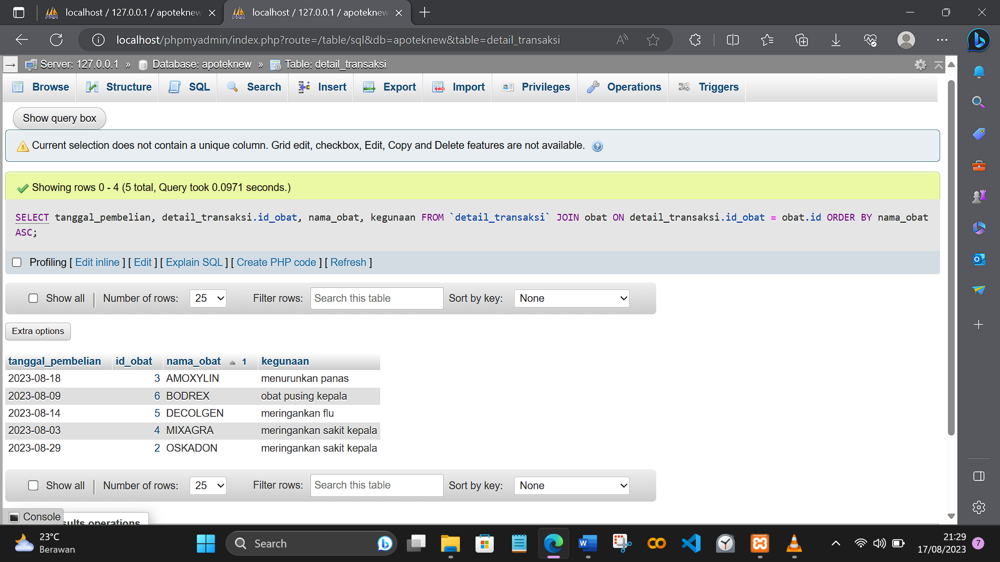 localhost / 127.0.0.1 / apoteknew
localhost / 127.0.0.1 / apoteknew
localhost/phpmyadmin/index.php?route=/table/sql&db=apoteknew&table=detail_transaksi
Server: 127.0.0.1 » Database: apoteknew » Table: detail_transaksi
Browse Structure SQL Search Insert Export Import Privileges Operations Triggers
Show query box
Current selection does not contain a unique column. Grid edit, checkbox, Edit, Copy and Delete features are not available.
Showing rows 0 - 4 (5 total, Query took 0.0971 seconds.)
SELECT tanggal_pembelian, detail_transaksi.id_obat, nama_obat, kegunaan FROM `detail_transaksi` JOIN obat ON detail_transaksi.id_obat = obat.id ORDER BY nama_obat
ASC;
Profiling [ Edit inline ] [ Edit ] [ Explain SQL ] [ Create PHP code ] [ Refresh ]
Show all Number of rows: 25 Filter rows: Search this table Sort by key: None
Extra options
tanggal_pembelian id_obat nama_obat 1 kegunaan
2023-08-18 3 AMOXYLIN menurunkan panas
2023-08-09 6 BODREX obat pusing kepala
2023-08-14 5 DECOLGEN meringankan flu
2023-08-03 4 MIXAGRA meringankan sakit kepala
2023-08-29 2 OSKADON meringankan sakit kepala
Show all Number of rows: 25 Filter rows: Search this table Sort by key: None
Console
sults operations
23°C
Berawan
Search
21:29
17/08/2023
7